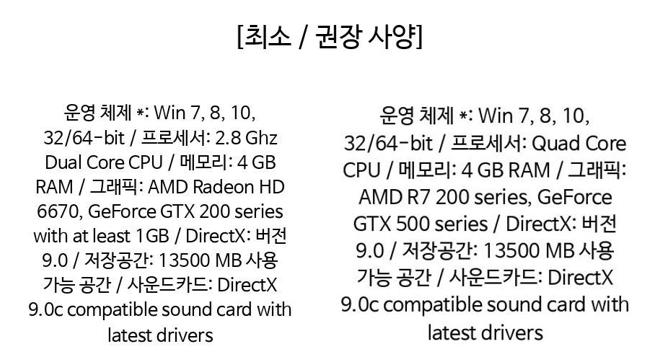 [최소 / 권장 사양]
운영 체제 *: Win 7, 8, 10,
32/64-bit / 프로세서: 2.8 Ghz
Dual Core CPU / 메모리: 4 GB
RAM / 그래픽: AMD Radeon HD
6670, GeForce GTX 200 series
with at least 1GB / DirectX: 버전
9.0 / 저장공간: 13500 MB 사용
가능 공간 / 사운드카드: DirectX
9.0c compatible sound card with
latest drivers
운영 체제 *: Win 7, 8, 10,
32/64-bit / 프로세서: Quad Core
CPU / 메모리: 4 GB RAM / 그래픽:
AMD R7 200 series, GeForce
GTX 500 series / DirectX: 버전
9.0 / 저장공간: 13500 MB 사용
가능 공간 / 사운드카드: DirectX
9.0c compatible sound card with
latest drivers